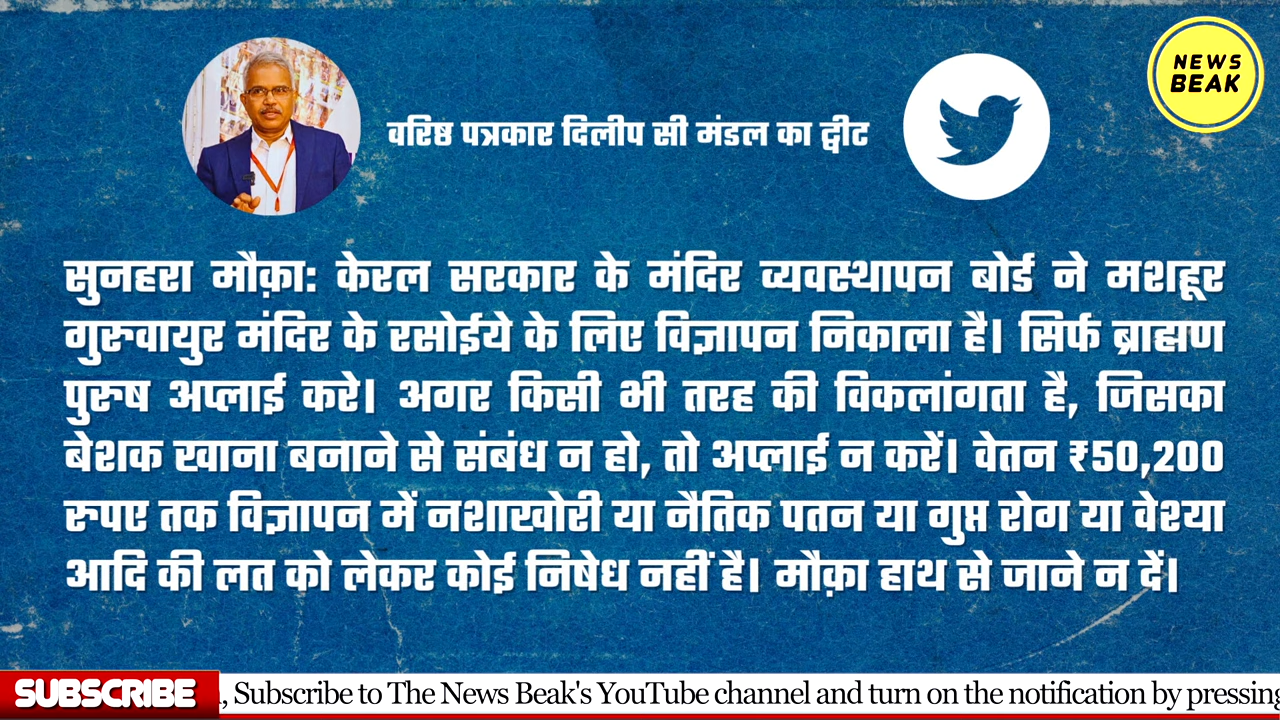 NEWS
BEAK
वरिष्ठ पत्रकार दिलीप सी मंडल का ट्वीट
सुनहरा मौक़ा: केरल सरकार के मंदिर व्यवस्थापन बोर्ड ने मशहूर
गुरुवायुर मंदिर के रसोईये के लिए विज्ञापन निकाला है। सिर्फ ब्राह्मण
पुरुष अप्लाई करे। अगर किसी भी तरह की विकलांगता है, जिसका
बेशक खाना बनाने से संबंध न हो, तो अप्लाई न करें। वेतन ₹50,200
रुपए तक विज्ञापन में नशाखोरी या नैतिक पतन या गुप्त रोग या वेश्या
आदि की लत को लेकर कोई निषेध नहीं है। मौक़ा हाथ से जाने न दें।
SUBSCRIBE , Subscribe to The News Beak's YouTube channel and turn on the notification by pressing